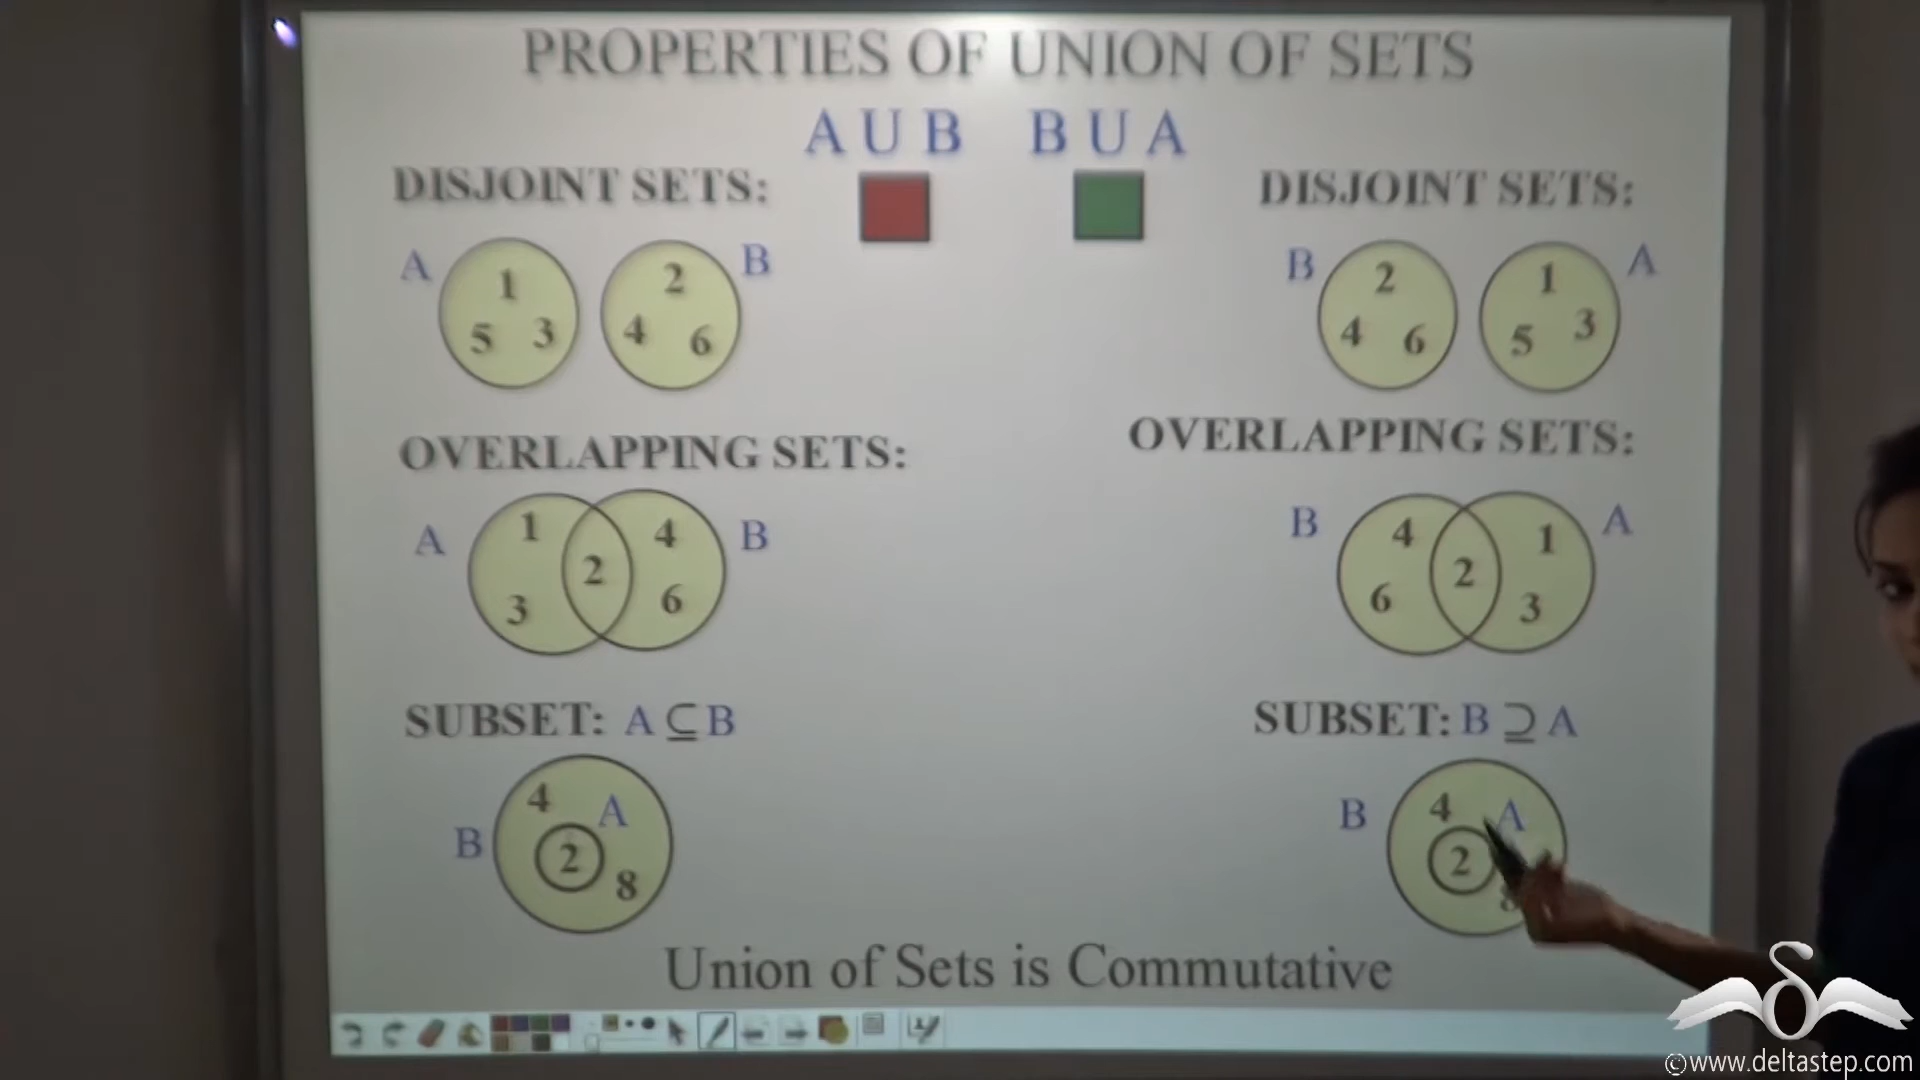 PROPERTIES OF UNION OF SETS
A U B B U A
DISJOINT SETS:
A 1 5 3 2 4 6 B
OVERLAPPING SETS:
A 1 3 2 4 6 B
SUBSET: A ⊆ B
B 4 A 2 8
DISJOINT SETS:
B 2 4 6 1 5 3 A
OVERLAPPING SETS:
B 4 6 2 1 3 A
SUBSET: B ⊇ A
B 4 A 2
Union of Sets is Commutative
©www.deltastep.com